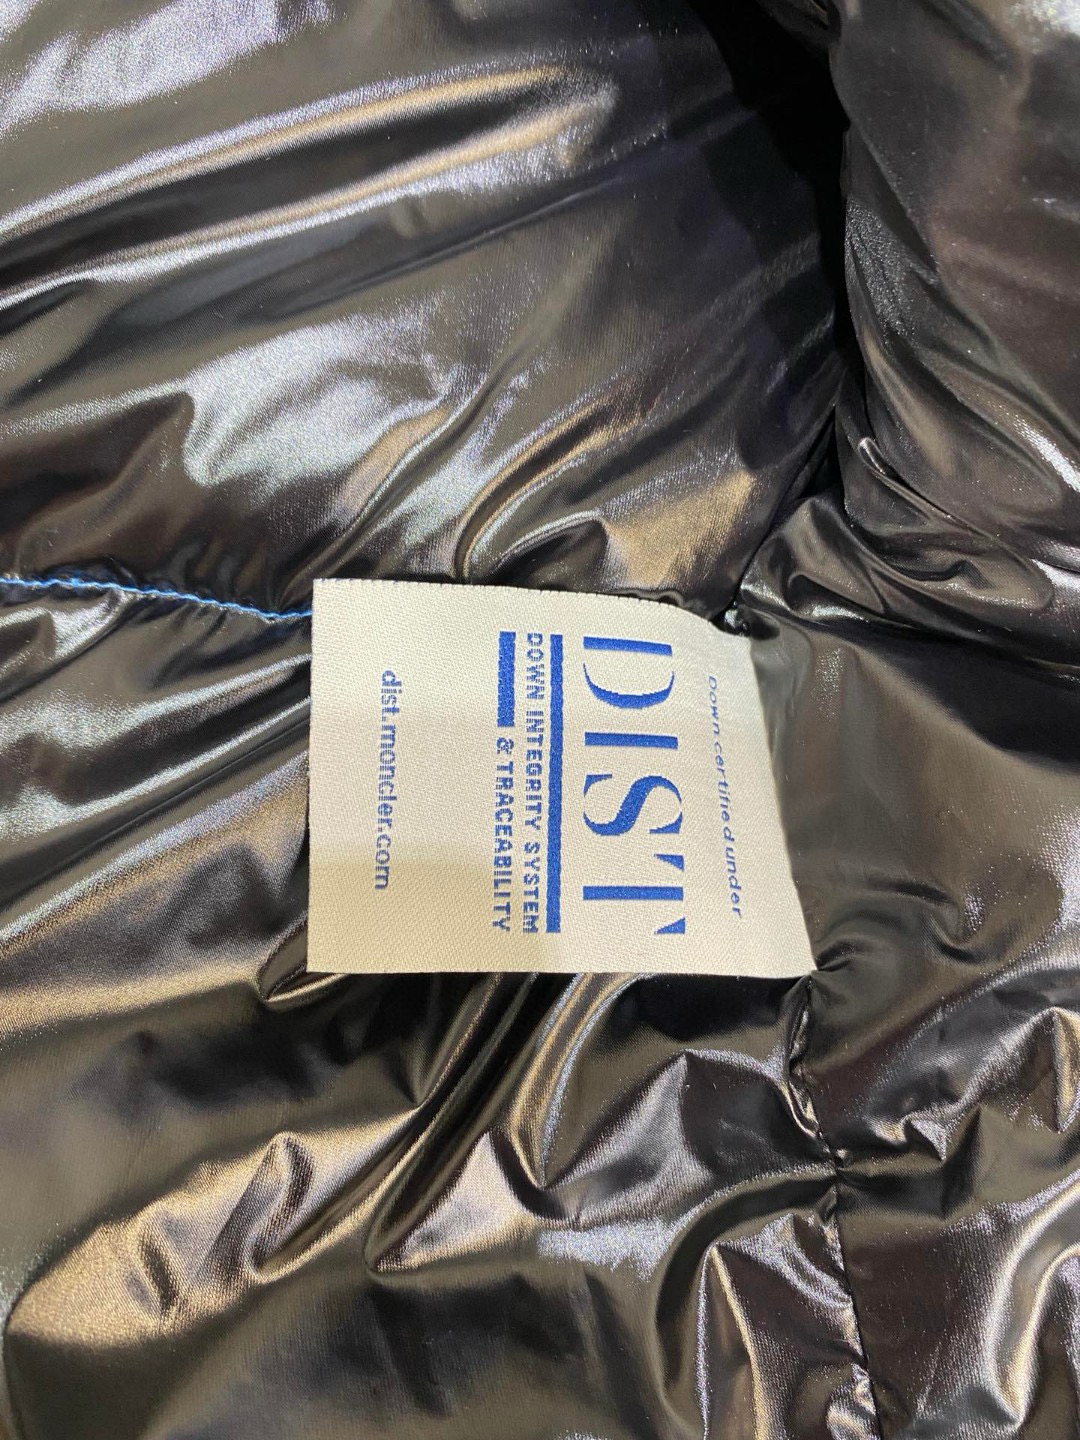 Down certified under
DIST
DOWN INTEGRITY SYSTEM
& TRACEABILITY
dist.moncler.com